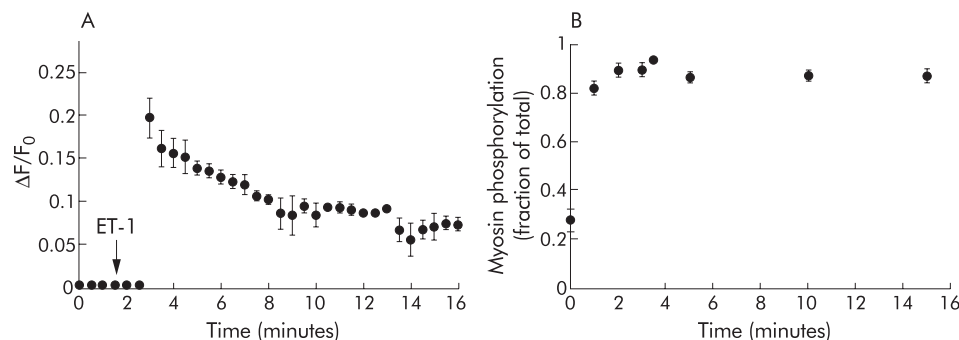 A
0.25
0.2
0.15
0.1
0.05
0
ΔF/F0
ET-1
0 2 4 6 8 10 12 14 16
Time (minutes)
B
1
0.8
0.6
0.4
0.2
0
Myosin phosphorylation
(fraction of total)
0 2 4 6 8 10 12 14 16
Time (minutes)